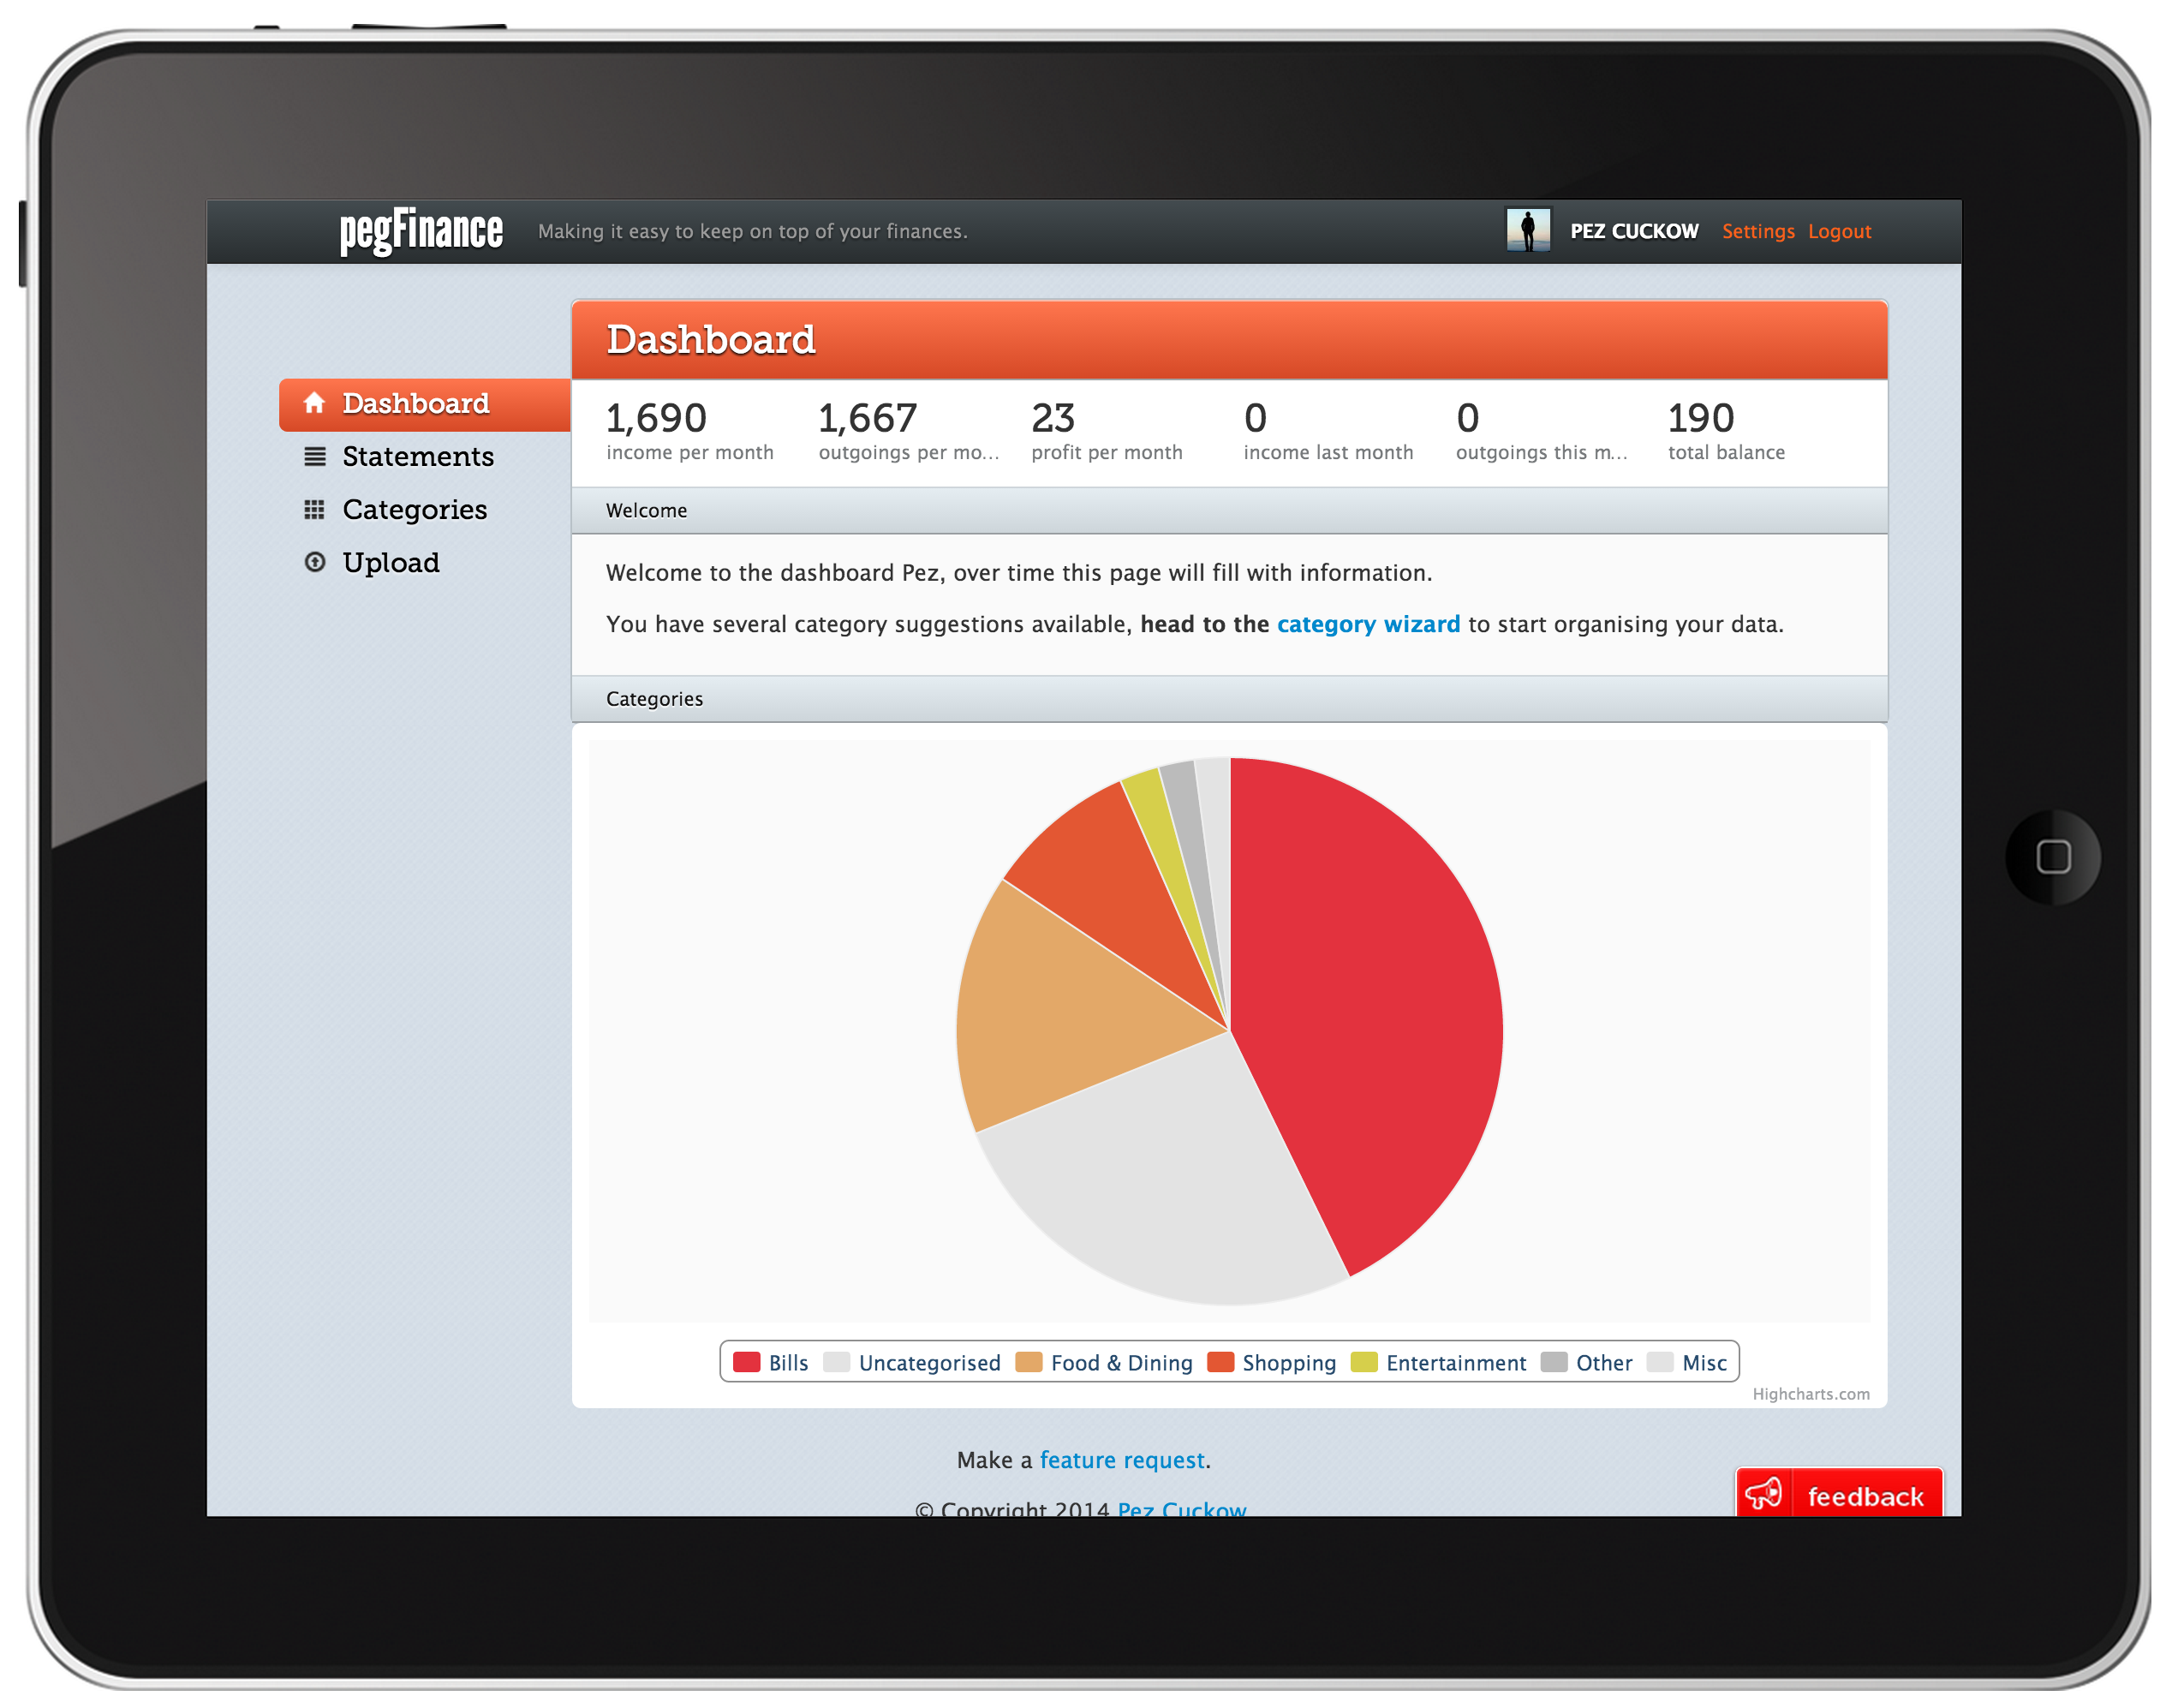 pegFinance Making it easy to keep on top of your finances. PEZ CUCKOW Settings Logout
Dashboard
Dashboard
Statements
Categories
Upload
1,690 1,667 23 0 0 190
income per month outgoings per mo... profit per month income last month outgoings this m... total balance
Welcome
Welcome to the dashboard Pez, over time this page will fill with information.
You have several category suggestions available, head to the category wizard to start organising your data.
Categories
Bills Uncategorised Food & Dining Shopping Entertainment Other Misc
Highcharts.com
Make a feature request.
feedback
© Copyright 2014 Pez Cuckow